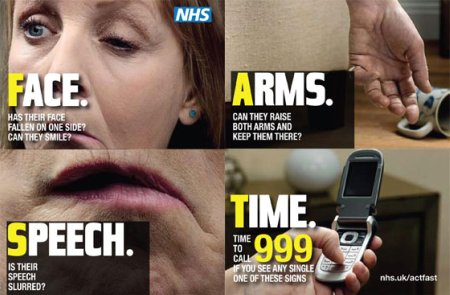 NHS
FACE.
HAS THEIR FACE
FALLEN ON ONE SIDE?
CAN THEY SMILE?
ARMS.
CAN THEY RAISE
BOTH ARMS AND
KEEP THEM THERE?
SPEECH.
IS THEIR
SPEECH
SLURRED?
TIME.
TIME
TO
CALL 999
IF YOU SEE ANY SINGLE
ONE OF THESE SIGNS
nhs.uk/actfast